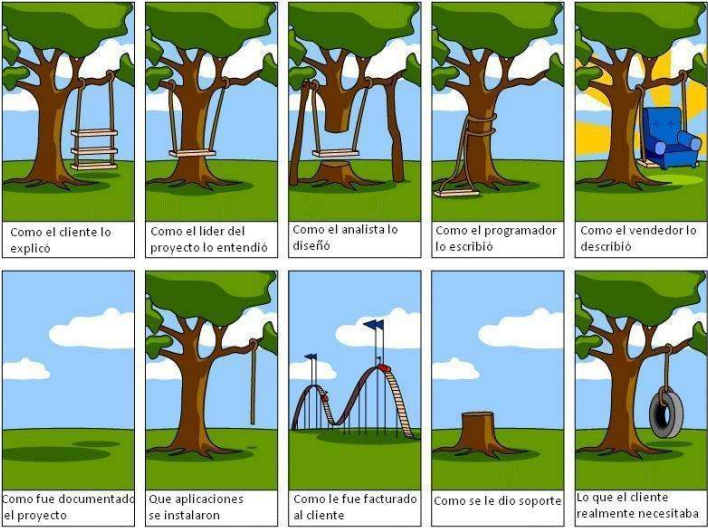 Como el cliente lo
explicó
Como el líder del
proyecto lo entendió
Como el analista lo
diseñó
Como el programador
lo escribió
Como el vendedor lo
describió
Como fue documentado
el proyecto
Que aplicaciones
se instalaron
Como le fue facturado
al cliente
Como se le dio soporte
Lo que el cliente
realmente necesitaba